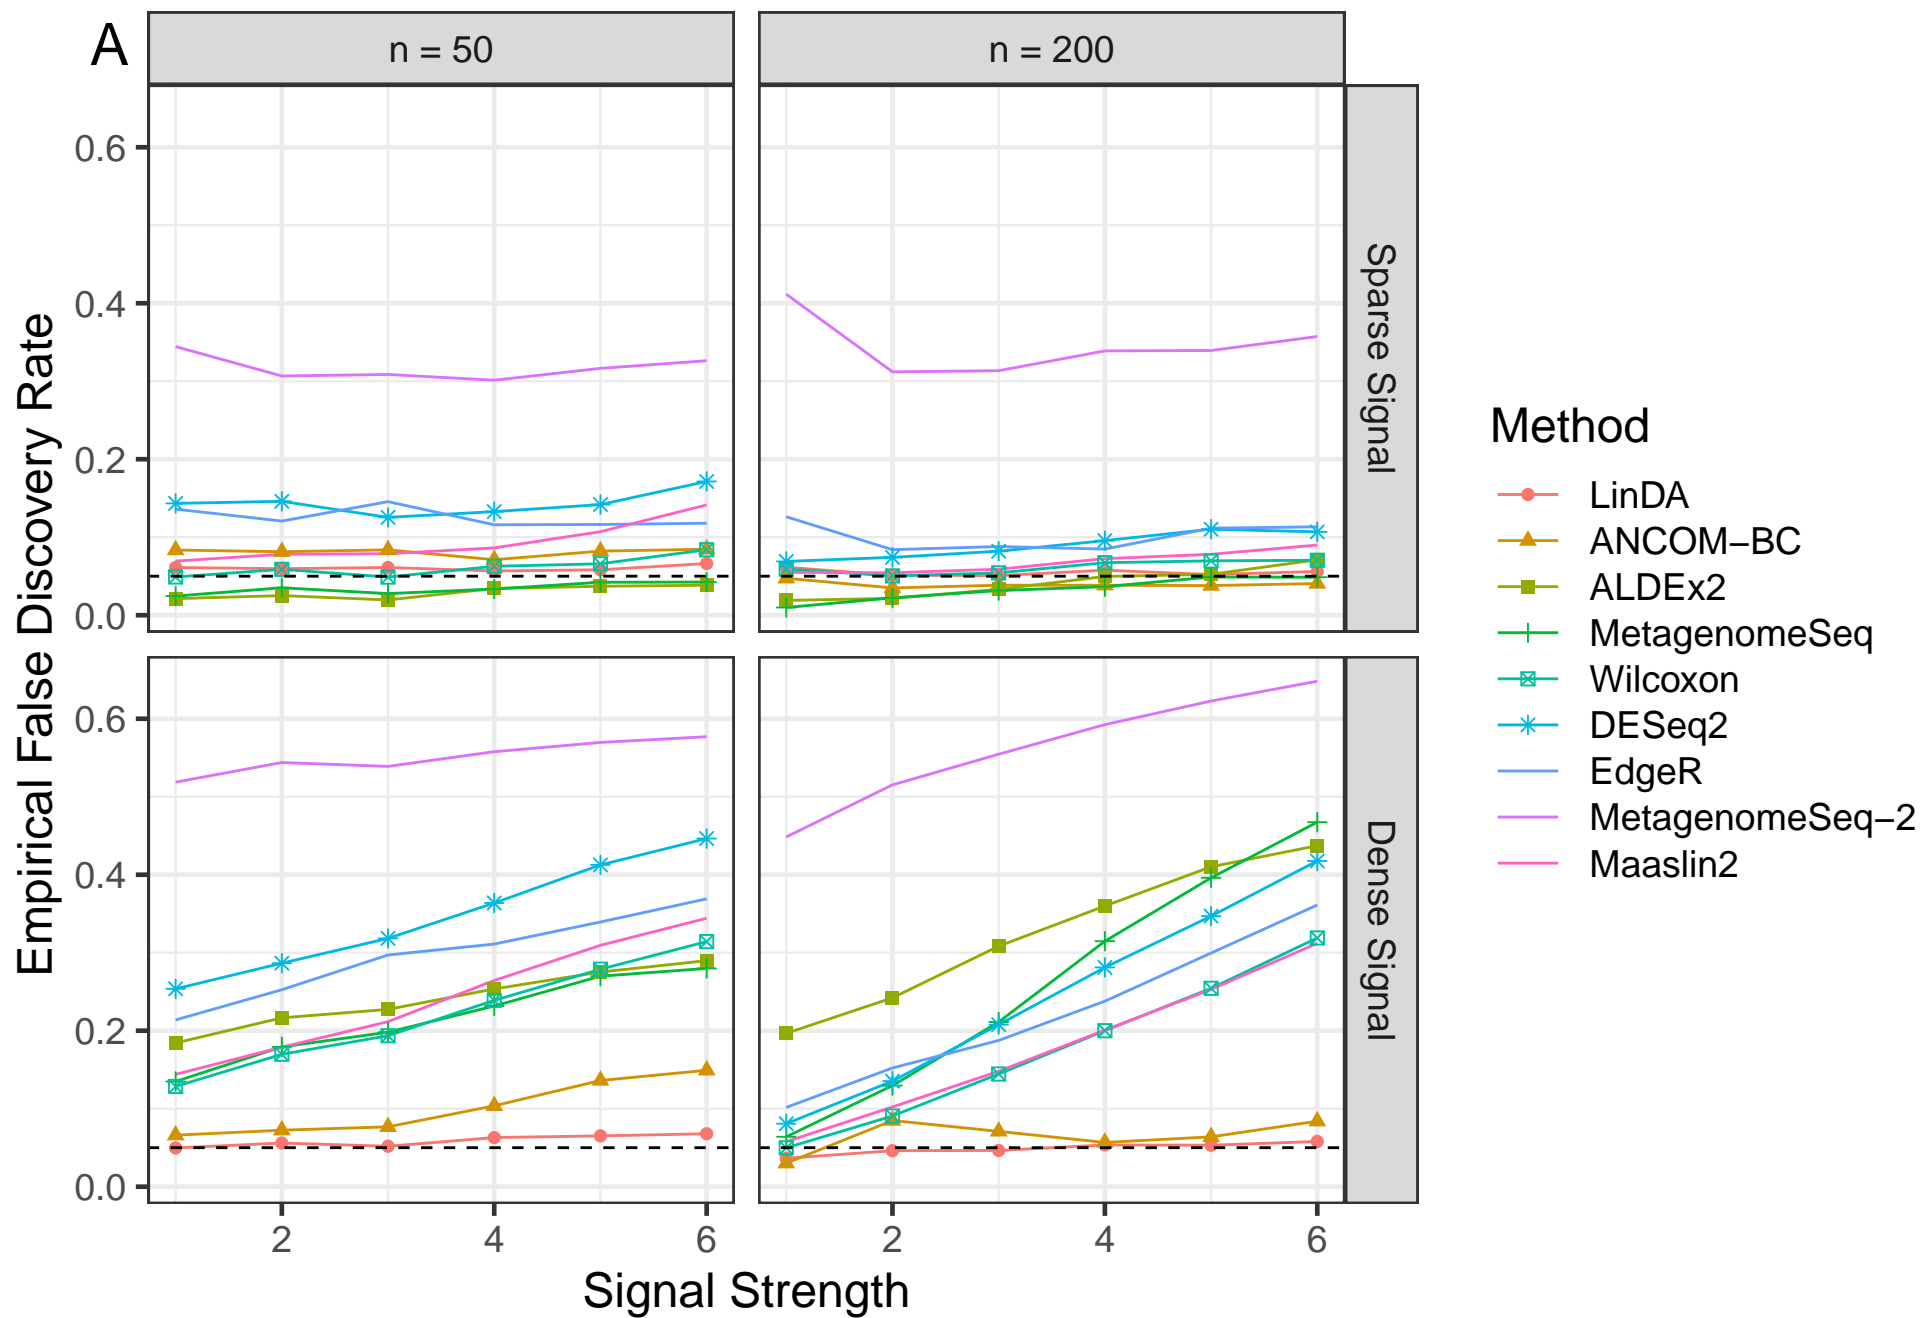 A
n = 50
n = 200
Empirical False Discovery Rate
0.6
0.4
0.2
0.0
Sparse Signal
0.6
0.4
0.2
0.0
Dense Signal
2
4
6
2
4
6
Signal Strength
Method
LinDA
ANCOM−BC
ALDEx2
MetagenomeSeq
Wilcoxon
DESeq2
EdgeR
MetagenomeSeq−2
Maaslin2